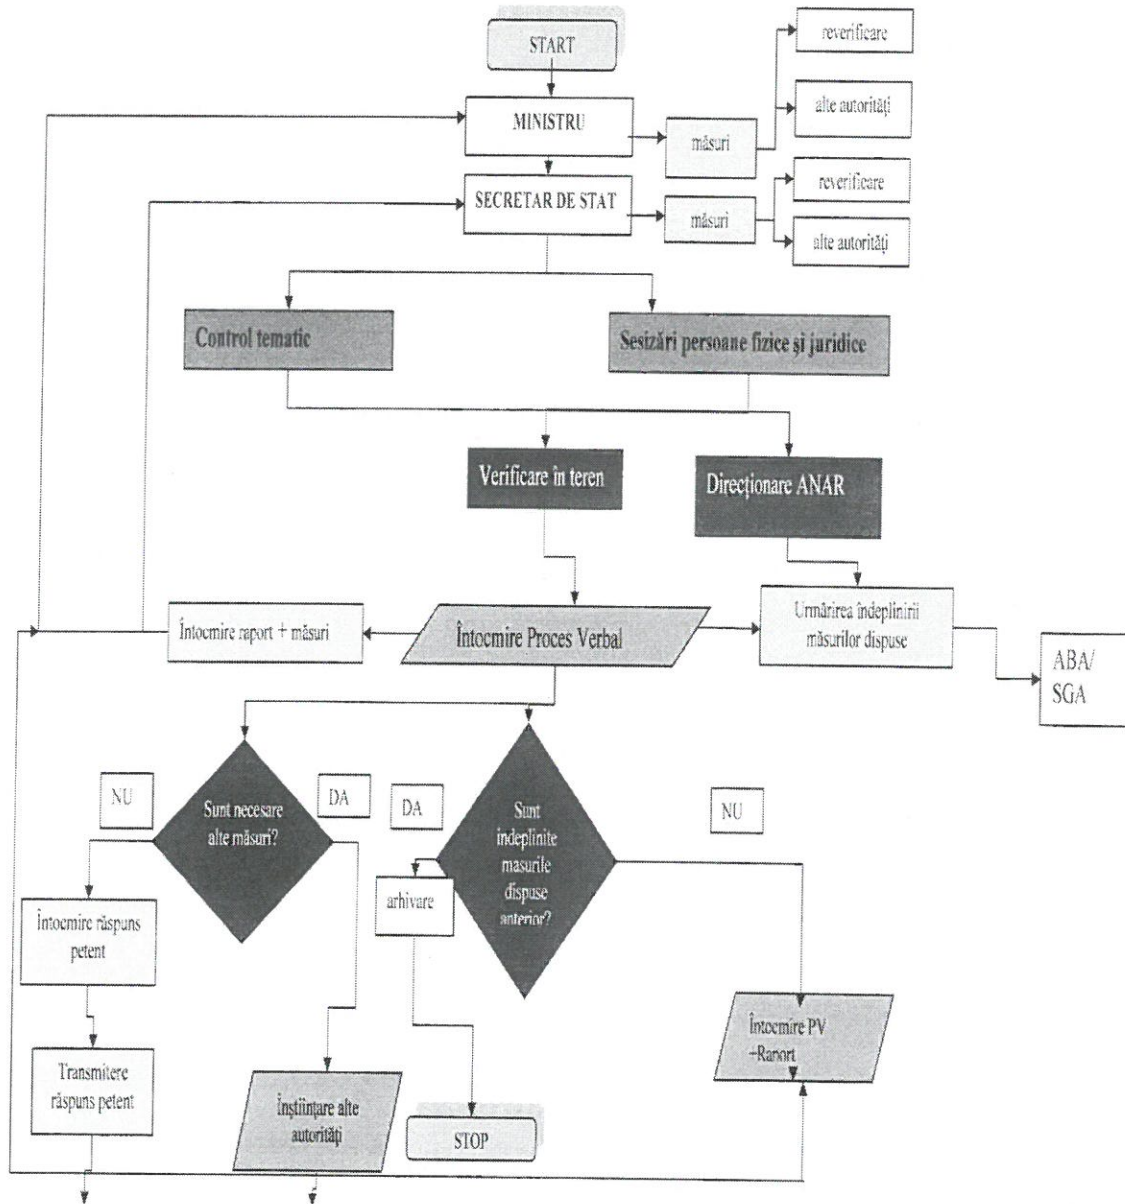 START
reverificare
alte autorități
MINISTRU
măsuri
reverificare
SECRETAR DE STAT
măsuri
alte autorități
Control tematic
Sesizări persoane fizice și juridice
Verificare în teren
Direcționare ANAR
Întocmire raport + măsuri
Întocmire Proces Verbal
Urmărirea îndeplinirii
măsurilor dispuse
ABA/
SGA
NU
Sunt necesare
alte măsuri?
DA
DA
Sunt
indeplinite
masurile
dispuse
anterior?
NU
arhivare
Întocmire răspuns
petent
Întocmire PV
+Raport
Transmitere
răspuns petent
Înștiințare alte
autorități
STOP